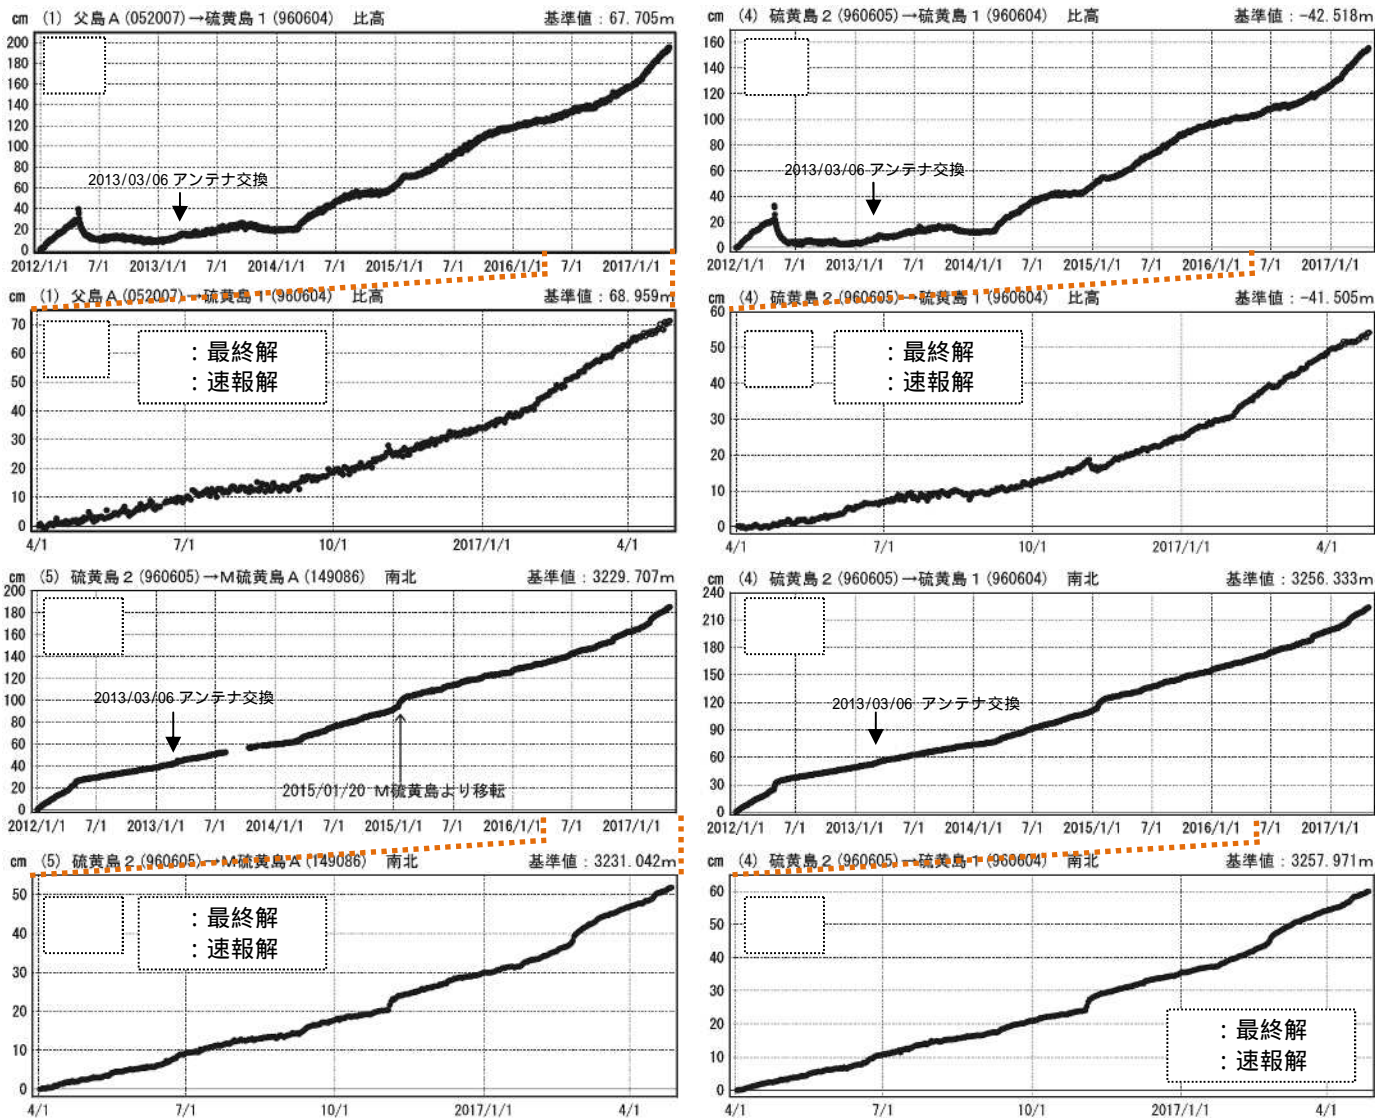 cm (1) 父島A(052007)→硫黄島1(960604) 比高 基準値：67.705m
200
180
160
140
120
100
80
60
40
20
0
2013/03/06 アンテナ交換
2012/1/1 7/1 2013/1/1 7/1 2014/1/1 7/1 2015/1/1 7/1 2016/1/1 7/1 2017/1/1
cm (4) 硫黄島2(960605)→硫黄島1(960604) 比高 基準値：-42.518m
160
140
120
100
80
60
40
20
0
2013/03/06 アンテナ交換
2012/1/1 7/1 2013/1/1 7/1 2014/1/1 7/1 2015/1/1 7/1 2016/1/1 7/1 2017/1/1
cm (1) 父島A(052007)→硫黄島1(960604) 比高 基準値：68.959m
70
60
50
40
30
20
10
0
：最終解
：速報解
4/1 7/1 10/1 2017/1/1 4/1
cm (4) 硫黄島2(960605)→硫黄島1(960604) 比高 基準値：-41.505m
60
50
40
30
20
10
0
：最終解
：速報解
4/1 7/1 10/1 2017/1/1 4/1
cm (5) 硫黄島2(960605)→M硫黄島A(149086) 南北 基準値：3229.707m
200
180
160
140
120
100
80
60
40
20
0
2013/03/06 アンテナ交換
2015/01/20 M硫黄島より移転
2012/1/1 7/1 2013/1/1 7/1 2014/1/1 7/1 2015/1/1 7/1 2016/1/1 7/1 2017/1/1
cm (4) 硫黄島2(960605)→硫黄島1(960604) 南北 基準値：3256.333m
240
210
180
150
120
90
60
30
0
2013/03/06 アンテナ交換
2012/1/1 7/1 2013/1/1 7/1 2014/1/1 7/1 2015/1/1 7/1 2016/1/1 7/1 2017/1/1
cm (5) 硫黄島2(960605)→M硫黄島A(149086) 南北 基準値：3231.042m
50
40
30
20
10
0
：最終解
：速報解
4/1 7/1 10/1 2017/1/1 4/1
cm (4) 硫黄島2(960605)→硫黄島1(960604) 南北 基準値：3257.971m
60
50
40
30
20
10
0
：最終解
：速報解
4/1 7/1 10/1 2017/1/1 4/1